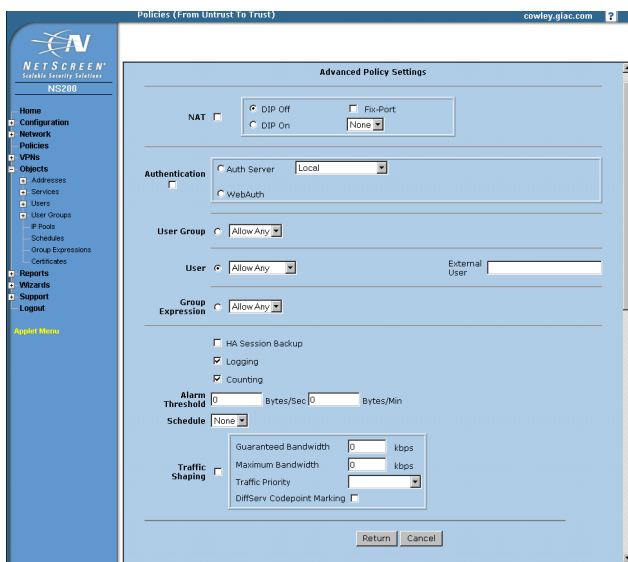 Policies (From Untrust To Trust) cowley.giac.com ?
N
NETSCREEN
Scalable Security Solutions
NS200
Home
Configuration
Network
Policies
VPNs
Objects
Addresses
Services
Users
User Groups
IP Pools
Schedules
Group Expressions
Certificates
Reports
Wizards
Support
Logout
Applet Menu
Advanced Policy Settings
NAT DIP Off Fix-Port
DIP On None
Authentication Auth Server Local
WebAuth
User Group Allow Any
User Allow Any External User
Group Expression Allow Any
HA Session Backup
Logging
Counting
Alarm Threshold 0 Bytes/Sec 0 Bytes/Min
Schedule None
Traffic Shaping
Guaranteed Bandwidth 0 kbps
Maximum Bandwidth 0 kbps
Traffic Priority
DiffServ Codepoint Marking
Return Cancel